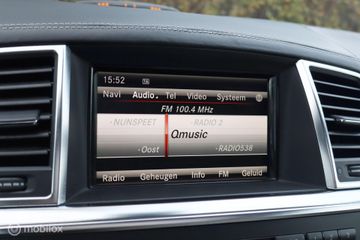 15:52 TA
Navi Audio Tel Video Systeem
FM 100.4 MHz
-NUNSPEET -RADIO 2
Qmusic
-Oost -RADIO538
Radio Geheugen Info FM Geluid
© mobilox